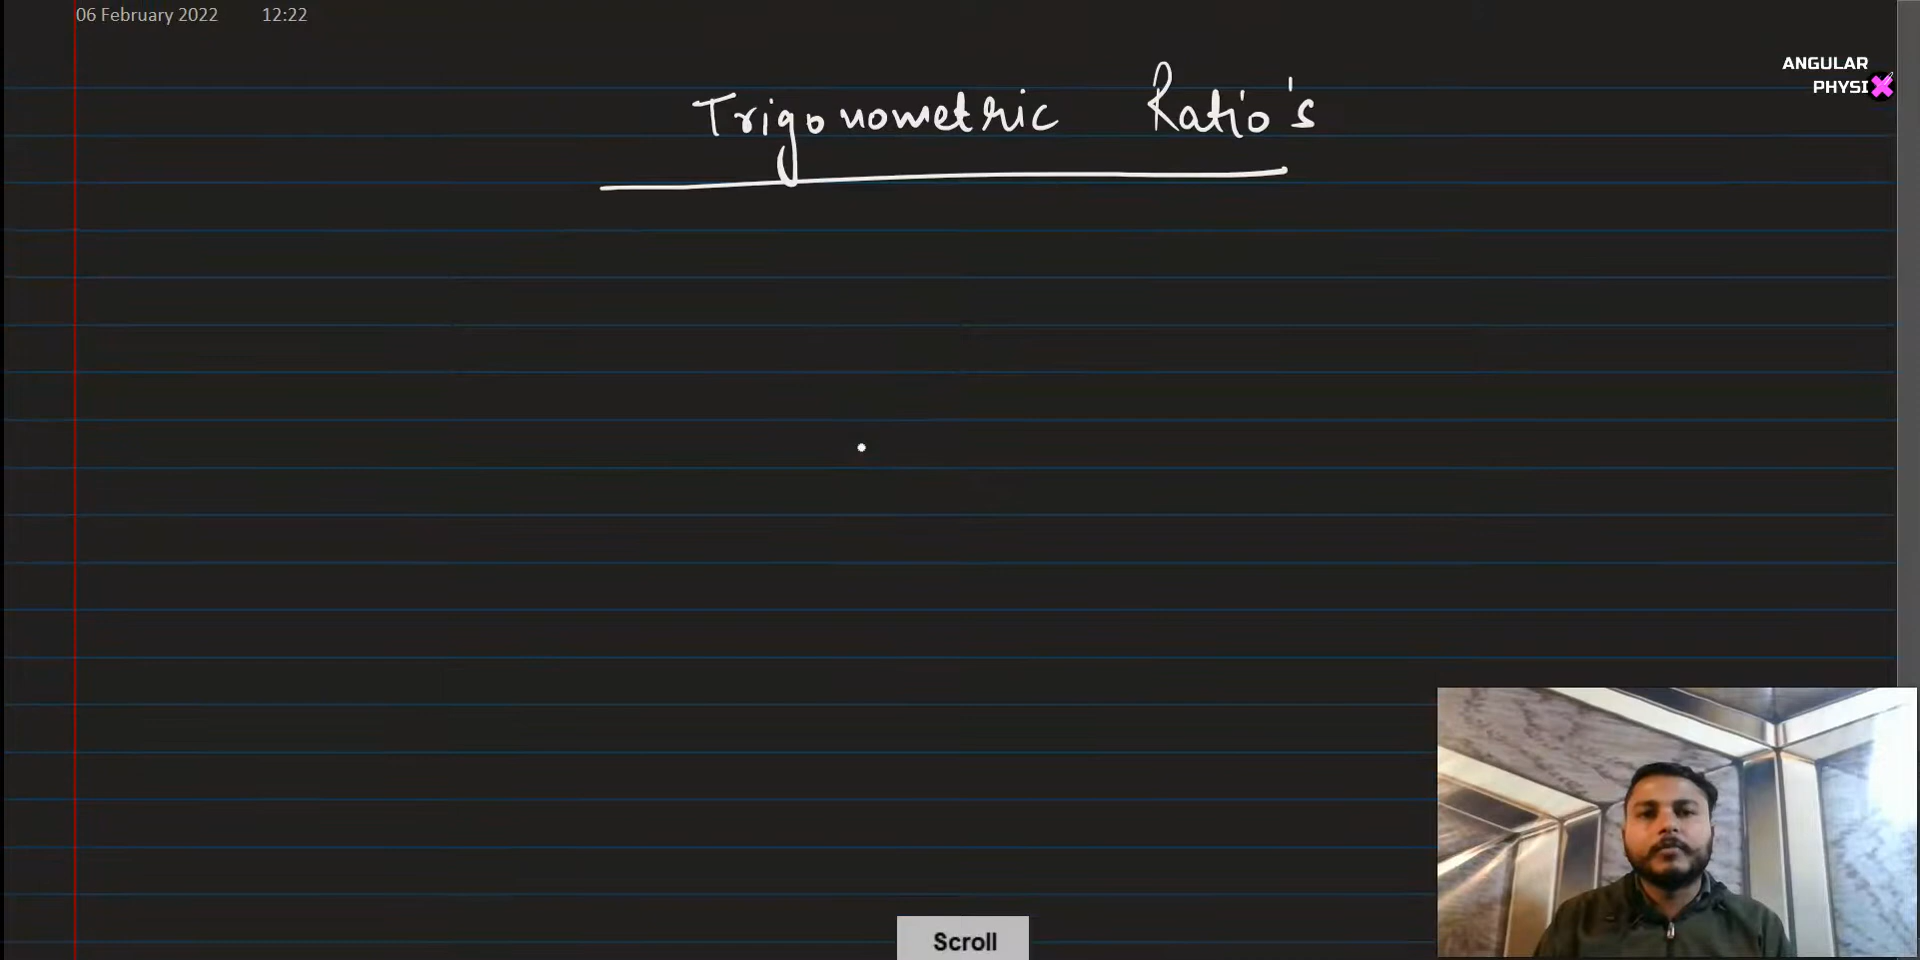 06 February 2022 12:22
Trigonometric Ratio's
ANGULAR
PHYSI
Scroll